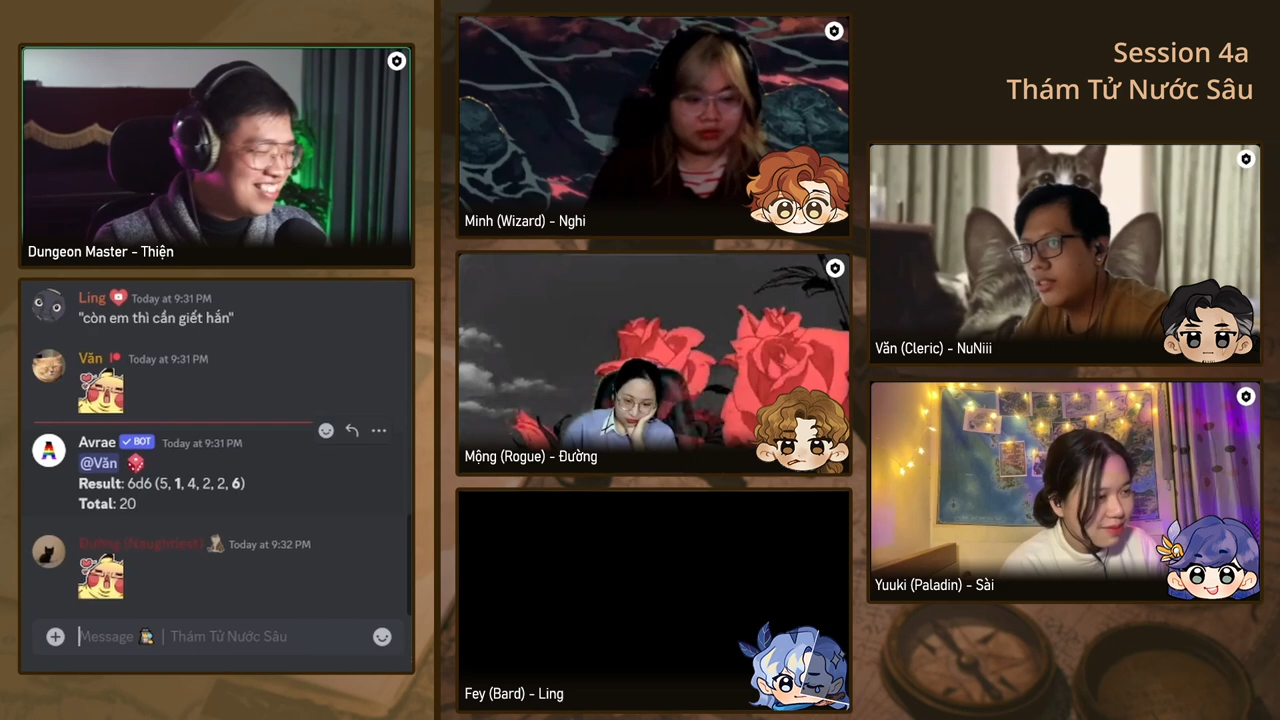 Session 4a
Thám Tử Nước Sâu
Dungeon Master - Thiện
Ling Today at 9:31 PM
"còn em thì cần giết hắn"
Văn Today at 9:31 PM
Avrae BOT Today at 9:31 PM
@Văn
Result: 6d6 (5, 1, 4, 2, 2, 6)
Total: 20
Đường (Naughtiest) Today at 9:32 PM
Message | Thám Tử Nước Sâu
Minh (Wizard) - Nghi
Mộng (Rogue) - Đường
Fey (Bard) - Ling
Văn (Cleric) - NuNiii
Yuuki (Paladin) - Sài